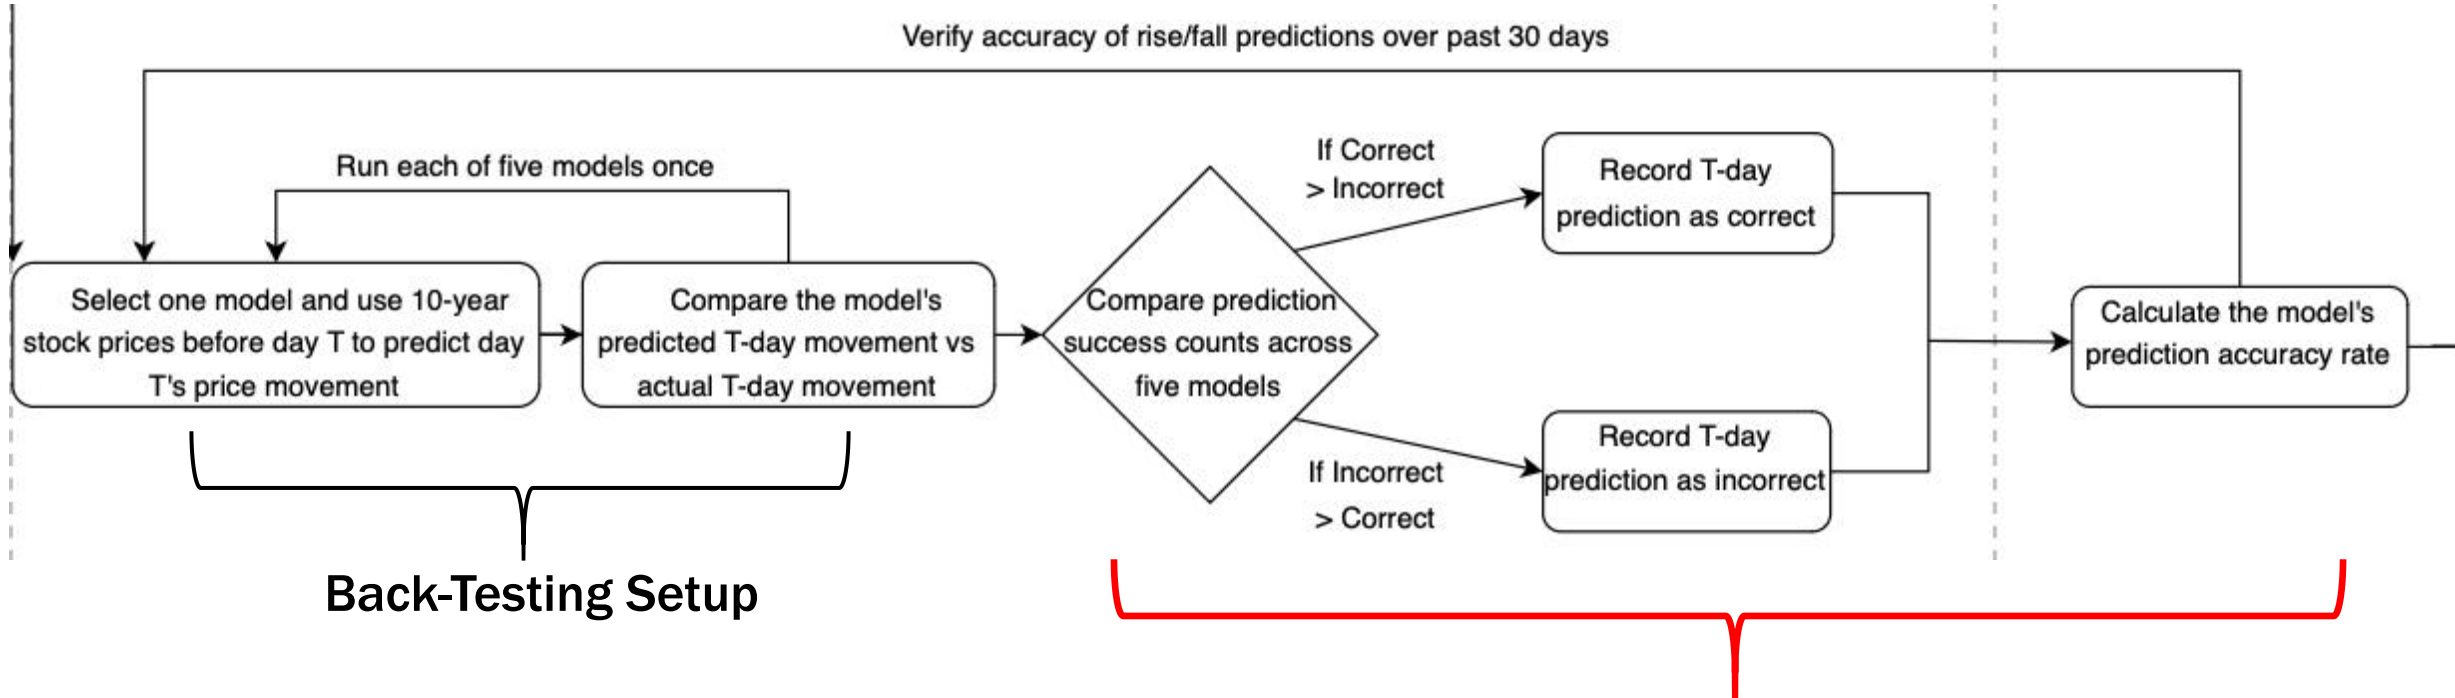 Verify accuracy of rise/fall predictions over past 30 days
Run each of five models once
Select one model and use 10-year
stock prices before day T to predict day
T's price movement
Compare the model's
predicted T-day movement vs
actual T-day movement
Compare prediction
success counts across
five models
If Correct
> Incorrect
Record T-day
prediction as correct
If Incorrect
> Correct
Record T-day
prediction as incorrect
Calculate the model's
prediction accuracy rate
Back-Testing Setup